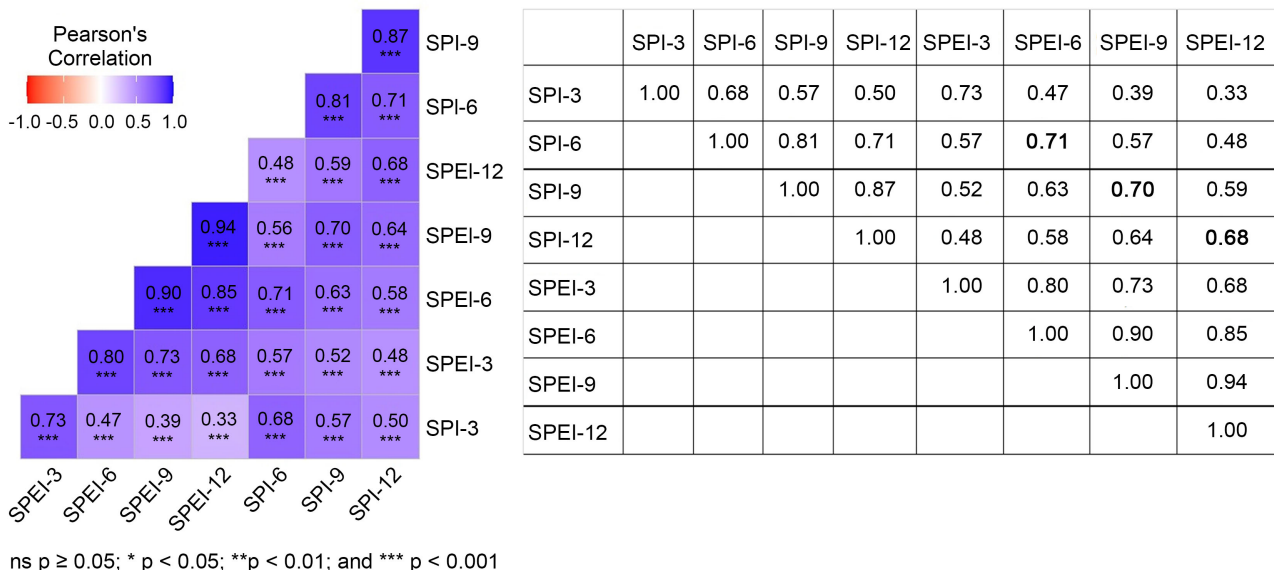 Pearson's
Correlation
-1.0 -0.5 0.0 0.5 1.0
0.87 SPI-9
***
0.81 0.71 SPI-6
*** ***
0.48 0.59 0.68 SPEI-12
*** *** ***
0.94 0.56 0.70 0.64 SPEI-9
*** *** *** ***
0.90 0.85 0.71 0.63 0.58 SPEI-6
*** *** *** *** ***
0.80 0.73 0.68 0.57 0.52 0.48 SPEI-3
*** *** *** *** *** ***
0.73 0.47 0.39 0.33 0.68 0.57 0.50 SPI-3
*** *** *** *** *** *** ***
SPEI-3 SPEI-6 SPEI-9 SPEI-12 SPI-6 SPI-9 SPI-12
ns p ≥ 0.05; * p < 0.05; **p < 0.01; and *** p < 0.001
SPI-3 SPI-6 SPI-9 SPI-12 SPEI-3 SPEI-6 SPEI-9 SPEI-12
SPI-3 1.00 0.68 0.57 0.50 0.73 0.47 0.39 0.33
SPI-6 1.00 0.81 0.71 0.57 0.71 0.57 0.48
SPI-9 1.00 0.87 0.52 0.63 0.70 0.59
SPI-12 1.00 0.48 0.58 0.64 0.68
SPEI-3 1.00 0.80 0.73 0.68
SPEI-6 1.00 0.90 0.85
SPEI-9 1.00 0.94
SPEI-12 1.00